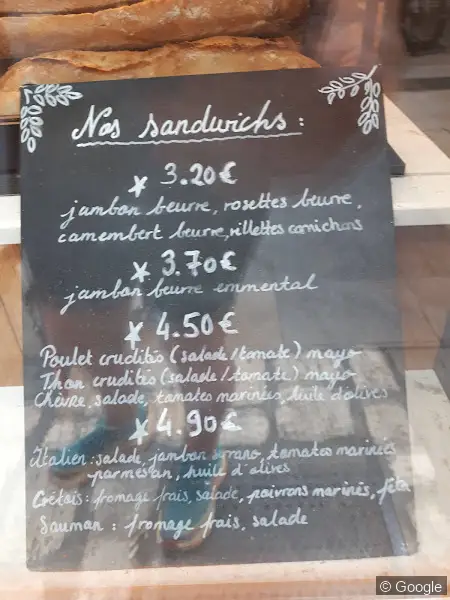 Nos sandwichs :
* 3.20€
jambon beurre, rosettes beurre,
camembert beurre, rillettes cornichons
* 3.70€
jambon beurre emmental
* 4.50€
Poulet crudités (salade/tomate) mayo
Thon crudités (salade/tomate) mayo
Chèvre, salade, tomates marinées, huile d'olives
* 4.90€
Italien : salade, jambon serrano, tomates marinées
parmesan, huile d'olives
Crétois : fromage frais, salade, poivrons marinés, féta
Saumon : fromage frais, salade
© Google